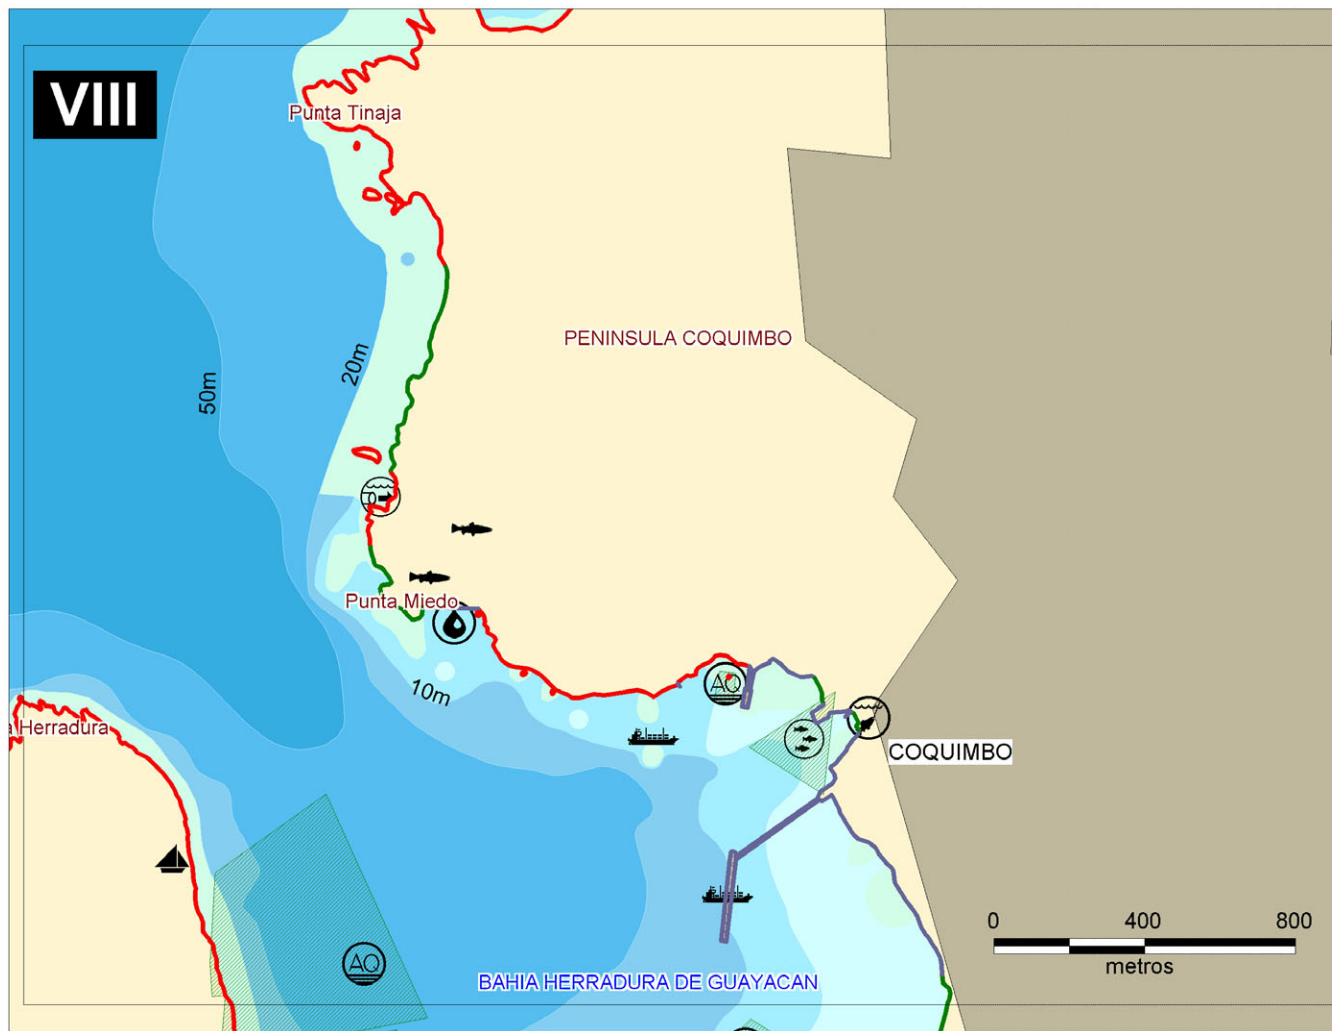 VIII
Punta Tinaja
PENINSULA COQUIMBO
20m
50m
Punta Miedo
10m
AQ
a Herradura
COQUIMBO
0 400 800
metros
AQ
BAHIA HERRADURA DE GUAYACAN